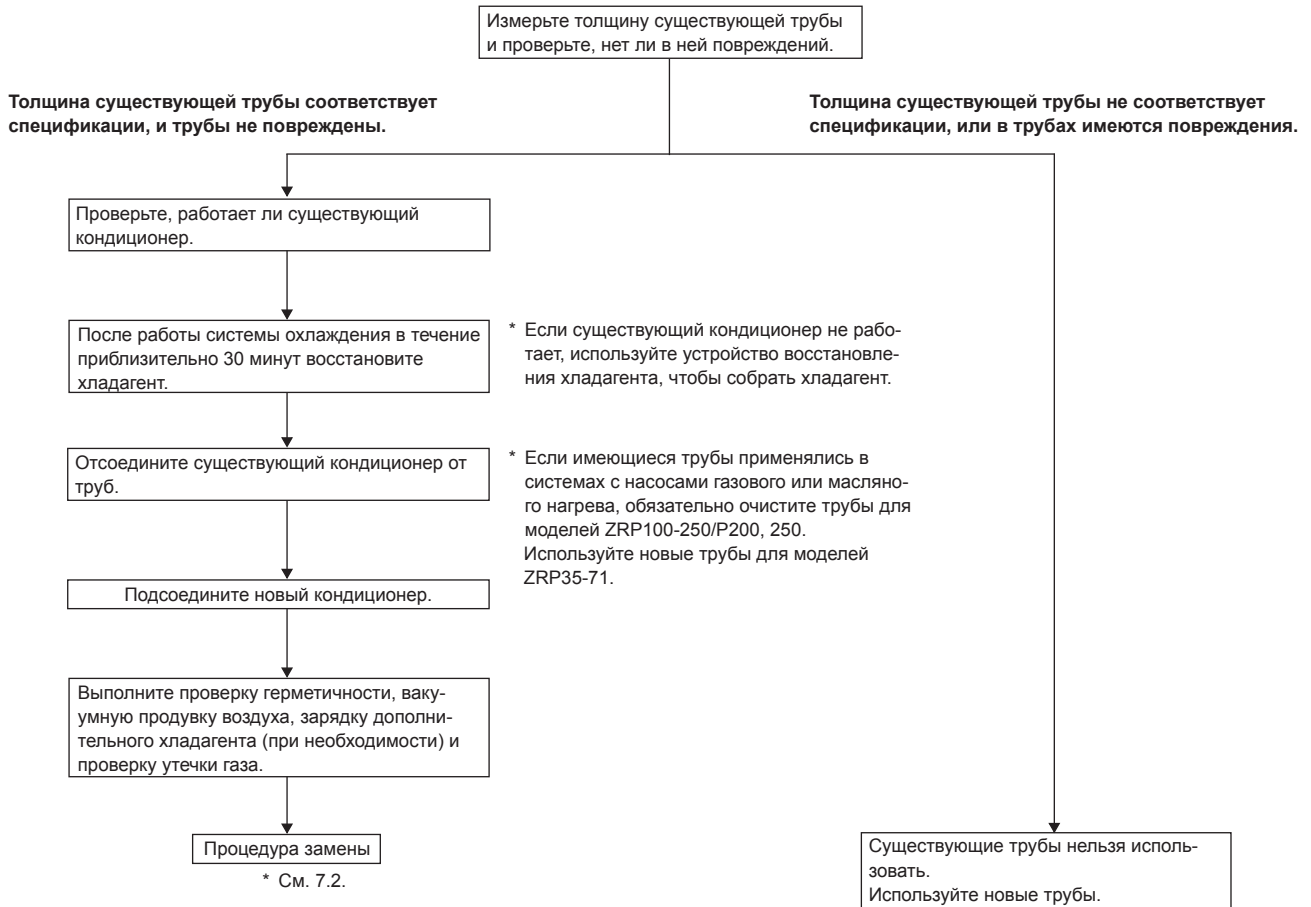 Измерьте толщину существующей трубы
и проверьте, нет ли в ней повреждений.
Толщина существующей трубы соответствует
спецификации, и трубы не повреждены.
Толщина существующей трубы не соответствует
спецификации, или в трубах имеются повреждения.
Проверьте, работает ли существующий
кондиционер.
После работы системы охлаждения в течение
приблизительно 30 минут восстановите
хладагент.
* Если существующий кондиционер не рабо-
тает, используйте устройство восстановле-
ния хладагента, чтобы собрать хладагент.
Отсоедините существующий кондиционер от
труб.
* Если имеющиеся трубы применялись в
системах с насосами газового или масляно-
го нагрева, обязательно очистите трубы для
моделей ZRP100-250/P200, 250.
Используйте новые трубы для моделей
ZRP35-71.
Подсоедините новый кондиционер.
Выполните проверку герметичности, ваку-
умную продувку воздуха, зарядку дополни-
тельного хладагента (при необходимости) и
проверку утечки газа.
Процедура замены
* См. 7.2.
Существующие трубы нельзя исполь-
зовать.
Используйте новые трубы.